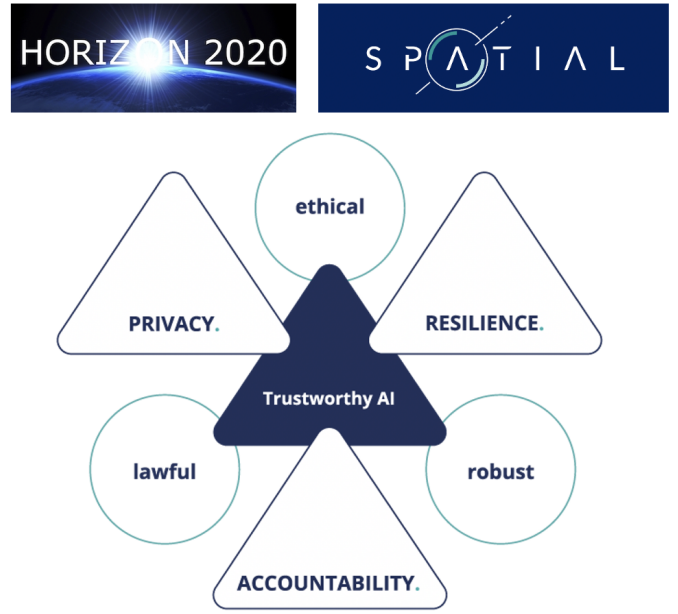 HORIZON 2020
SPATIAL
ethical
PRIVACY.
RESILIENCE.
Trustworthy AI
lawful
robust
ACCOUNTABILITY.